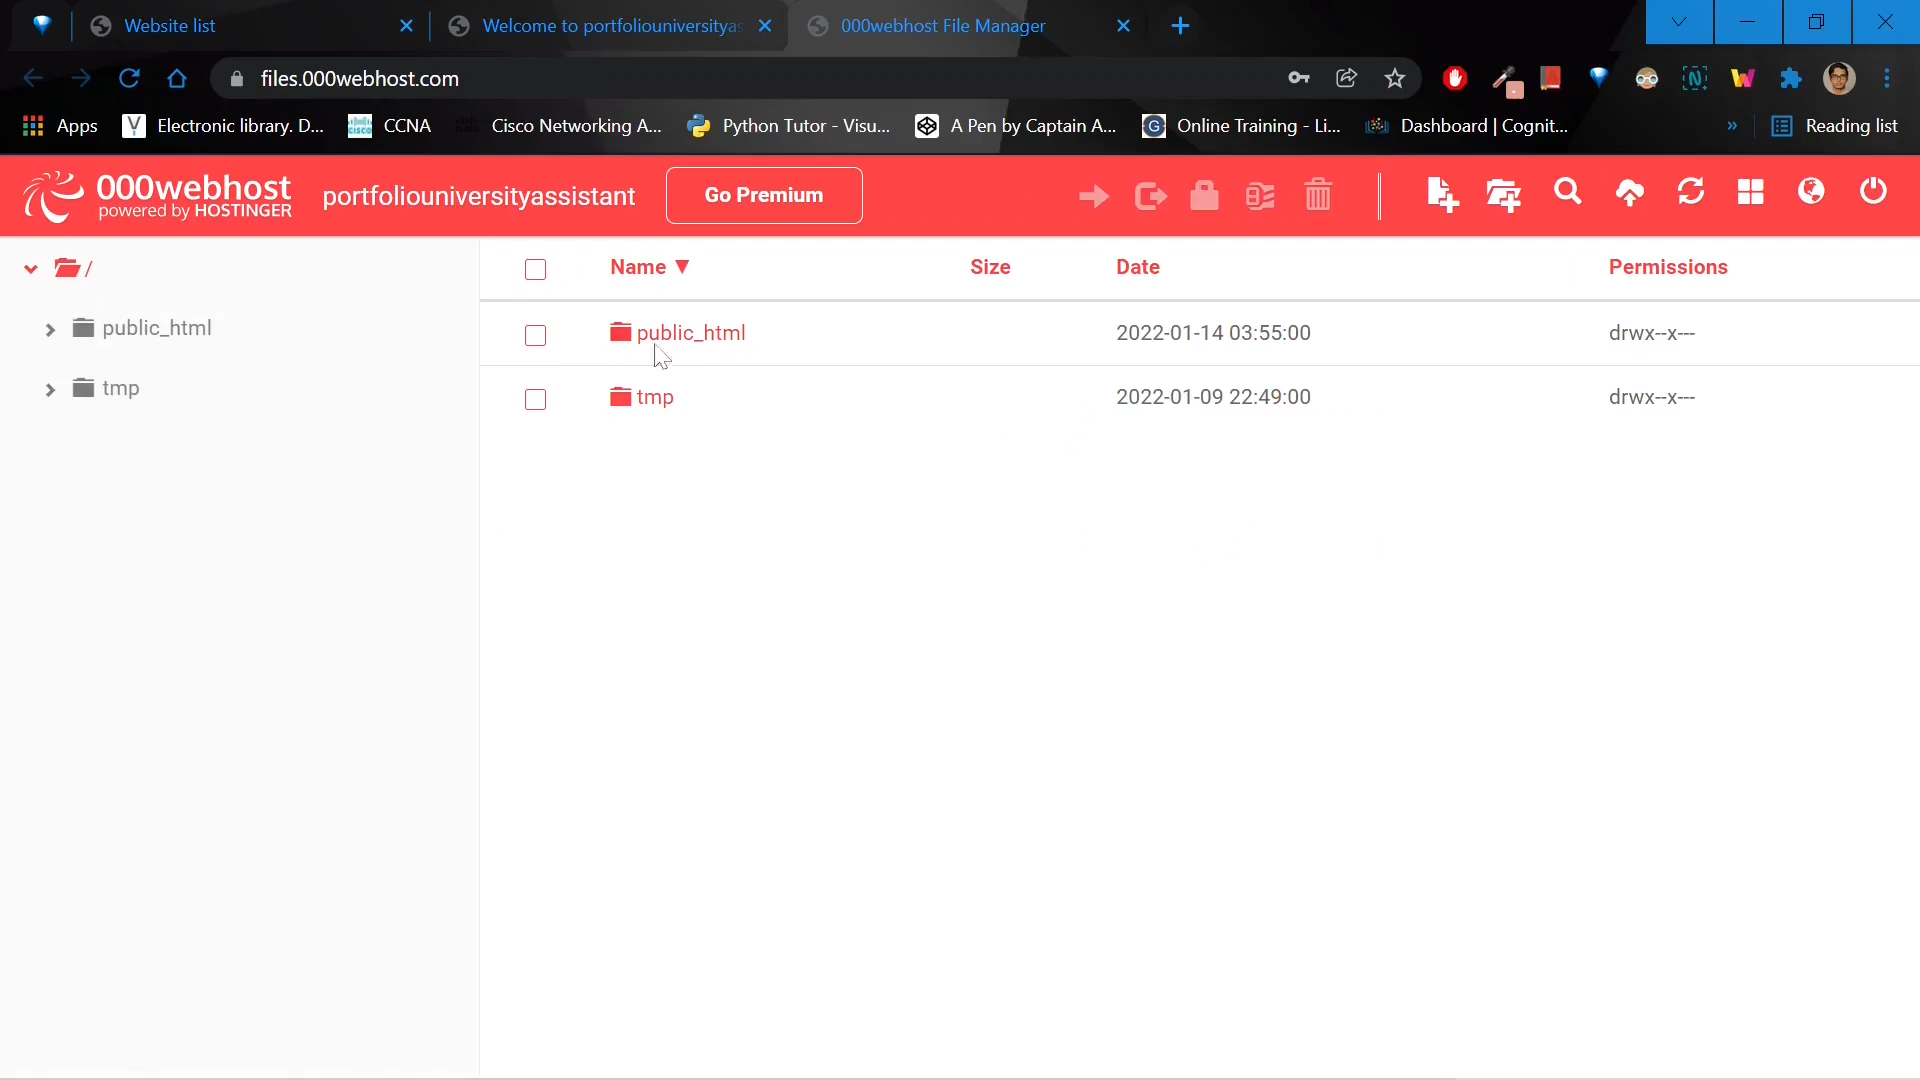 Website list
Welcome to portfoliouniversityas
000webhost File Manager
files.000webhost.com
Apps
Electronic library. D...
CCNA
Cisco Networking A...
Python Tutor - Visu...
A Pen by Captain A...
Online Training - Li...
Dashboard | Cognit...
»
Reading list
000webhost
powered by HOSTINGER
portfoliouniversityassistant
Go Premium
/
public_html
tmp
Name ▼
Size
Date
Permissions
public_html
2022-01-14 03:55:00
drwx--x---
tmp
2022-01-09 22:49:00
drwx--x---